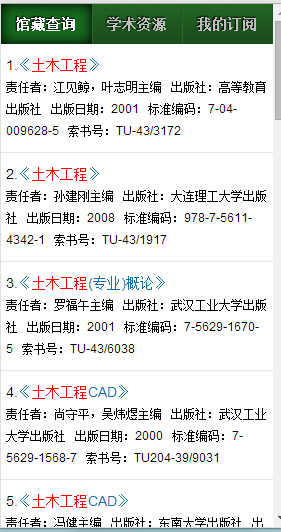 馆藏查询 学术资源 我的订阅
1.《土木工程》
责任者：江见鲸，叶志明主编 出版社：高等教育
出版社 出版日期：2001 标准编码：7-04-
009628-5 索书号：TU-43/3172
2.《土木工程》
责任者：孙建刚主编 出版社：大连理工大学出版
社 出版日期：2008 标准编码：978-7-5611-
4342-1 索书号：TU-43/1917
3.《土木工程(专业)概论》
责任者：罗福午主编 出版社：武汉工业大学出版
社 出版日期：2001 标准编码：7-5629-1670-
5 索书号：TU-43/6038
4.《土木工程CAD》
责任者：尚守平，吴炜煜主编 出版社：武汉工业
大学出版社 出版日期：2000 标准编码：7-
5629-1568-7 索书号：TU204-39/9031
5.《土木工程CAD》
责任者：冯健主编 出版社：东南大学出版社 出